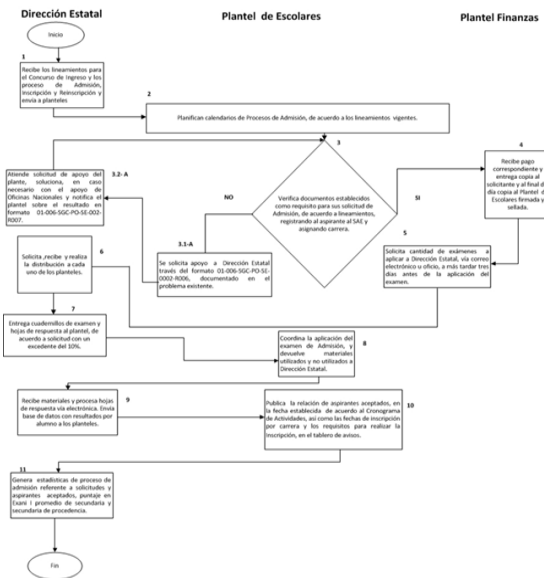 Dirección Estatal
Plantel de Escolares
Plantel Finanzas
Inicio
1
Recibe los lineamientos para
el Concurso de Ingreso y los
proceso de Admisión,
Inscripción y Reinscripción y
envía a planteles
2
Planifican calendarios de Procesos de Admisión, de acuerdo a los lineamientos vigentes.
3
Verifica documentos establecidos
como requisito para sus solicitud de
Admisión, de acuerdo a lineamientos,
registrando al aspirante al SAE y
asignando carrera.
NO
SI
4
Recibe pago
correspondiente y
entrega copia al
solicitante y al final d
día copia al Plantel d
Escolares firmada y
sellada.
3.2- A
Atiende solicitud de apoyo del
plante, soluciona, en caso
necesario con el apoyo de
Oficinas Nacionales y notifica el
plantel sobre el resultado en
formato 01-006-SGC-PO-SE-002-
R007.
3.1-A
Se solicita apoyo a Dirección Estatal
través del formato 01-006-SGC-PO-SE-
0002-R006, documentado en el
problema existente.
5
Solicita cantidad de exámenes a
aplicar a Dirección Estatal, vía correo
electrónico u oficio, a más tardar tres
días antes de la aplicación del
examen.
6
Solicita ,recibe y realiza
la distribución a cada
uno de los planteles.
7
Entrega cuadernillos de examen y
hojas de respuesta al plantel, de
acuerdo a solicitud con un
excedente del 10%.
8
Coordina la aplicación del
examen de Admisión, y
devuelve materiales
utilizados y no utilizados a
Dirección Estatal.
9
Recibe materiales y procesa hojas
de respuesta vía electrónica. Envía
base de datos con resultados por
alumno a los planteles.
10
Publica la relación de aspirantes aceptados, en
la fecha establecida de acuerdo al Cronograma
de Actividades, así como las fechas de inscripción
por carrera y los requisitos para realizar la
Inscripción, en el tablero de avisos.
11
Genera estadísticas de proceso de
admisión referente a solicitudes y
aspirantes aceptados, puntaje en
Exani I promedio de secundaria y
secundaria de procedencia.
Fin